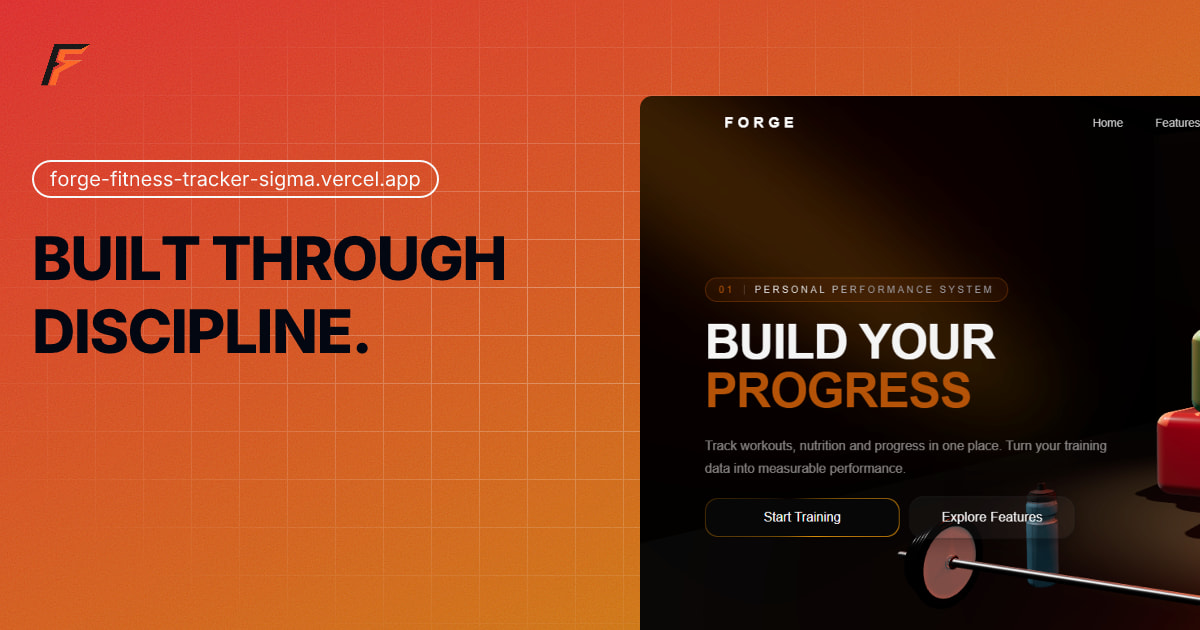 forge-fitness-tracker-sigma.vercel.app
BUILT THROUGH
DISCIPLINE.
FORGE
Home Features
01 | PERSONAL PERFORMANCE SYSTEM
BUILD YOUR
PROGRESS
Track workouts, nutrition and progress in one place. Turn your training
data into measurable performance.
Start Training Explore Features